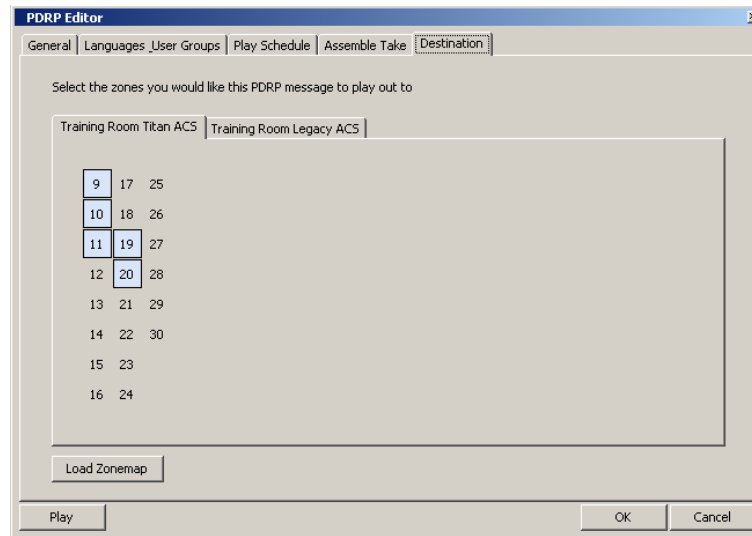 PDRP Editor
General Languages _User Groups Play Schedule Assemble Take Destination
Select the zones you would like this PDRP message to play out to
Training Room Titan ACS Training Room Legacy ACS
9 17 25
10 18 26
11 19 27
12 20 28
13 21 29
14 22 30
15 23
16 24
Load Zonemap
Play OK Cancel